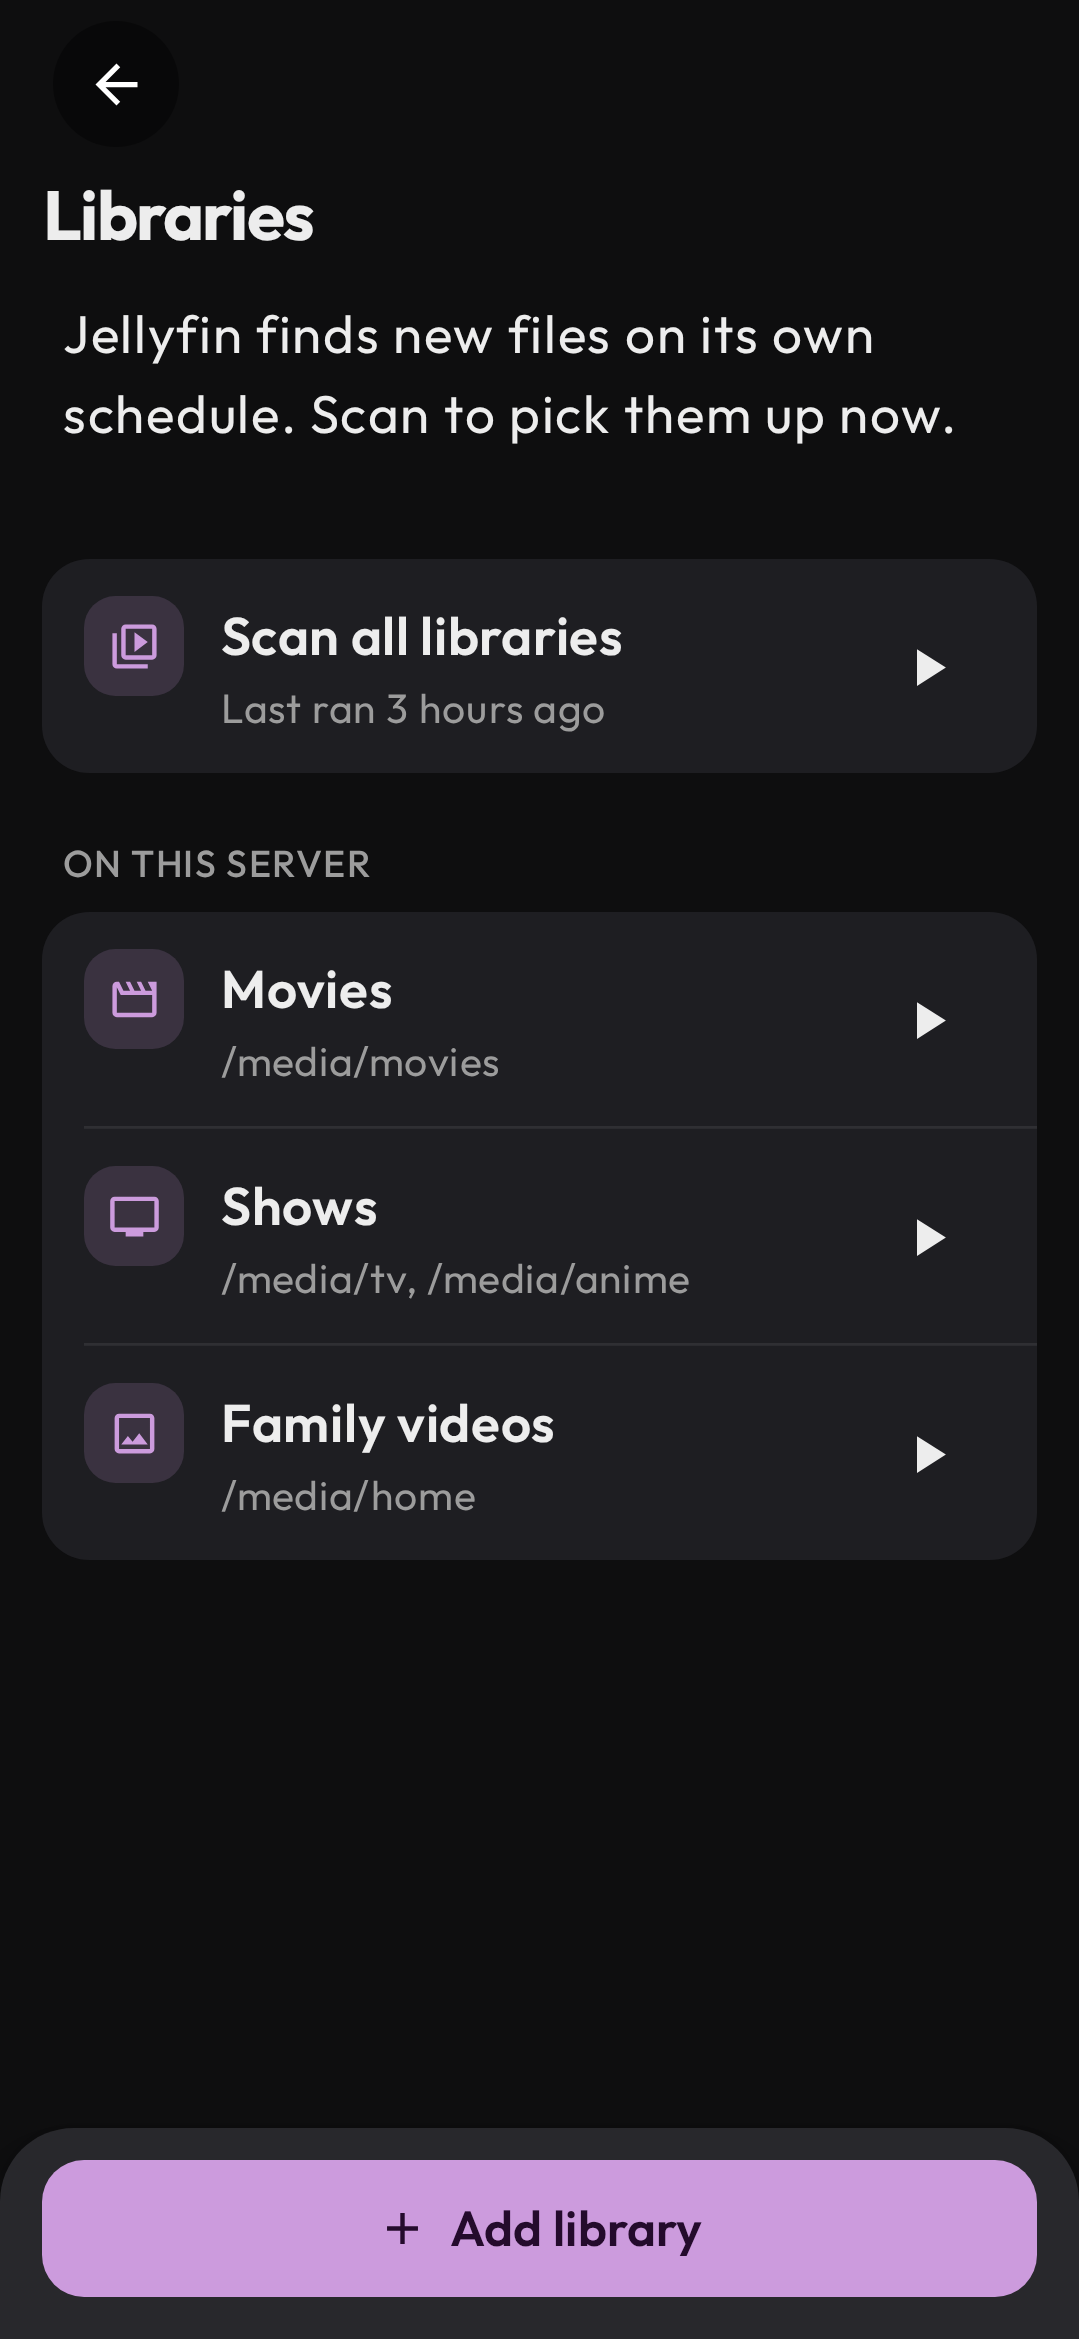 Libraries
Jellyfin finds new files on its own
schedule. Scan to pick them up now.
Scan all libraries
Last ran 3 hours ago
ON THIS SERVER
Movies
/media/movies
Shows
/media/tv, /media/anime
Family videos
/media/home
+ Add library